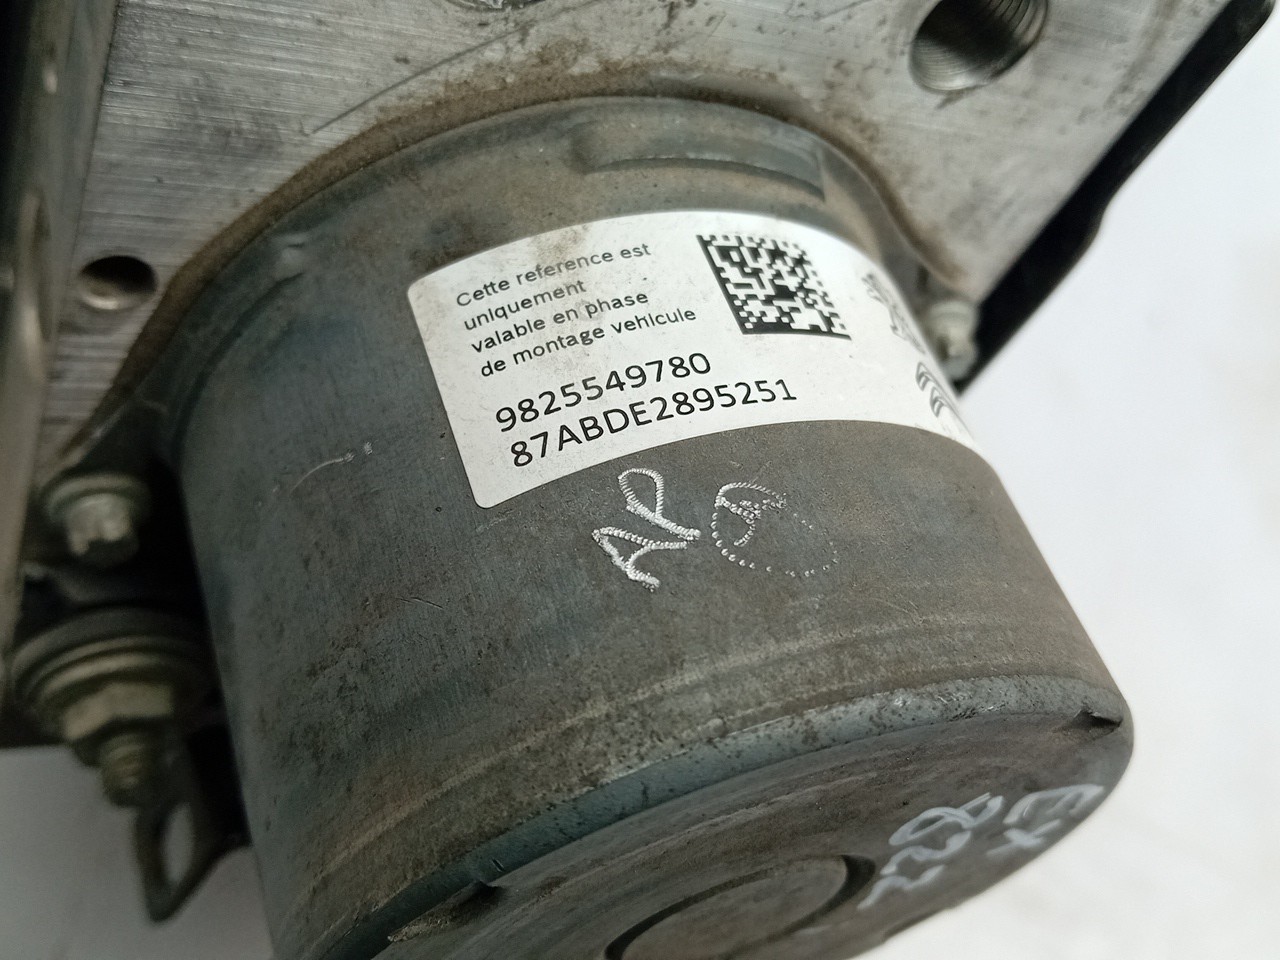 Cette reference est
uniquement
valable en phase
de montage vehicule
9825549780
87ABDE2895251
AP